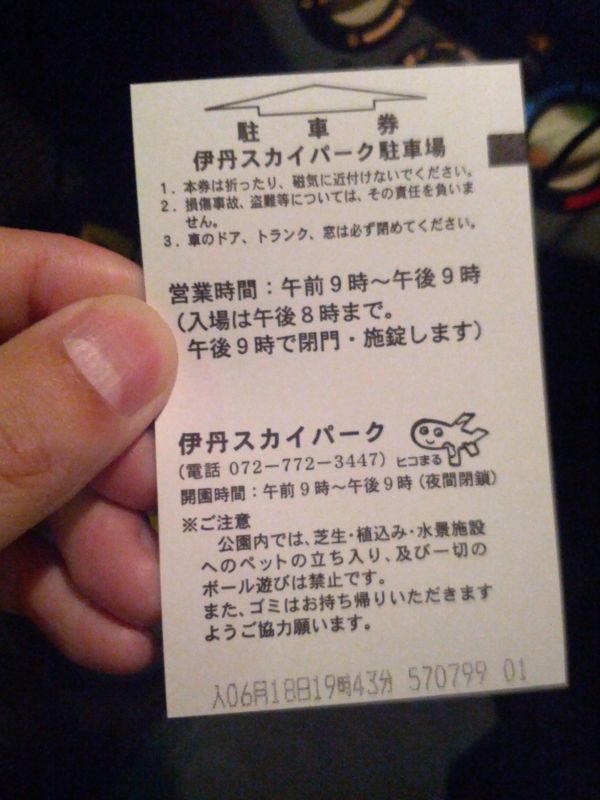 駐車券
伊丹スカイパーク駐車場
1．本券は折ったり、磁気に近付けないでください。
2．損傷事故、盗難等については、その責任を負いま
せん。
3．車のドア、トランク、窓は必ず閉めてください。
営業時間：午前９時～午後９時
（入場は午後８時まで。
午後９時で閉門・施錠します）
伊丹スカイパーク
（電話 072－772－3447）ヒコまる
開園時間：午前９時～午後９時（夜間閉鎖）
※ご注意
公園内では、芝生・植込み・水景施設
へのペットの立ち入り、及び一切の
ボール遊びは禁止です。
また、ゴミはお持ち帰りいただきます
ようご協力願います。
入06月18日19時43分 570799 01